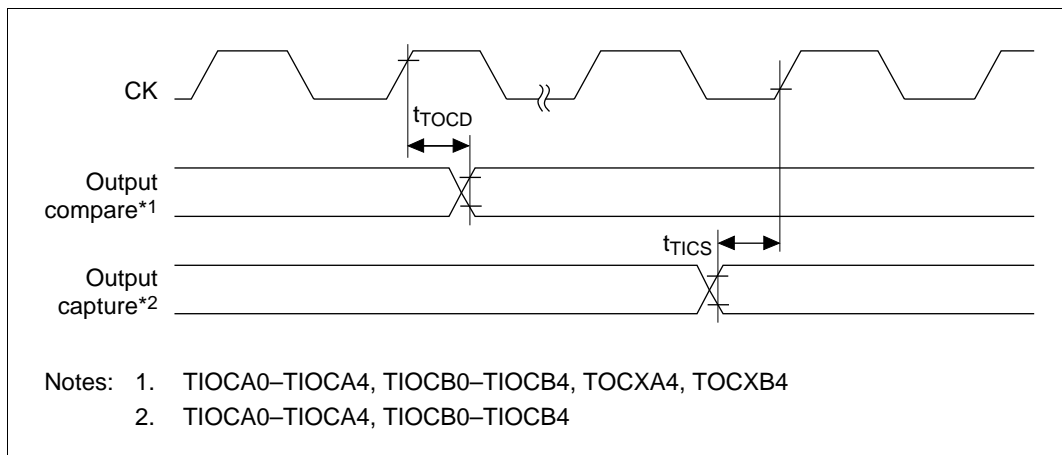 CK
tTOCD
Output
compare*1
tTICS
Output
capture*2
Notes: 1. TIOCA0–TIOCA4, TIOCB0–TIOCB4, TOCXA4, TOCXB4
2. TIOCA0–TIOCA4, TIOCB0–TIOCB4